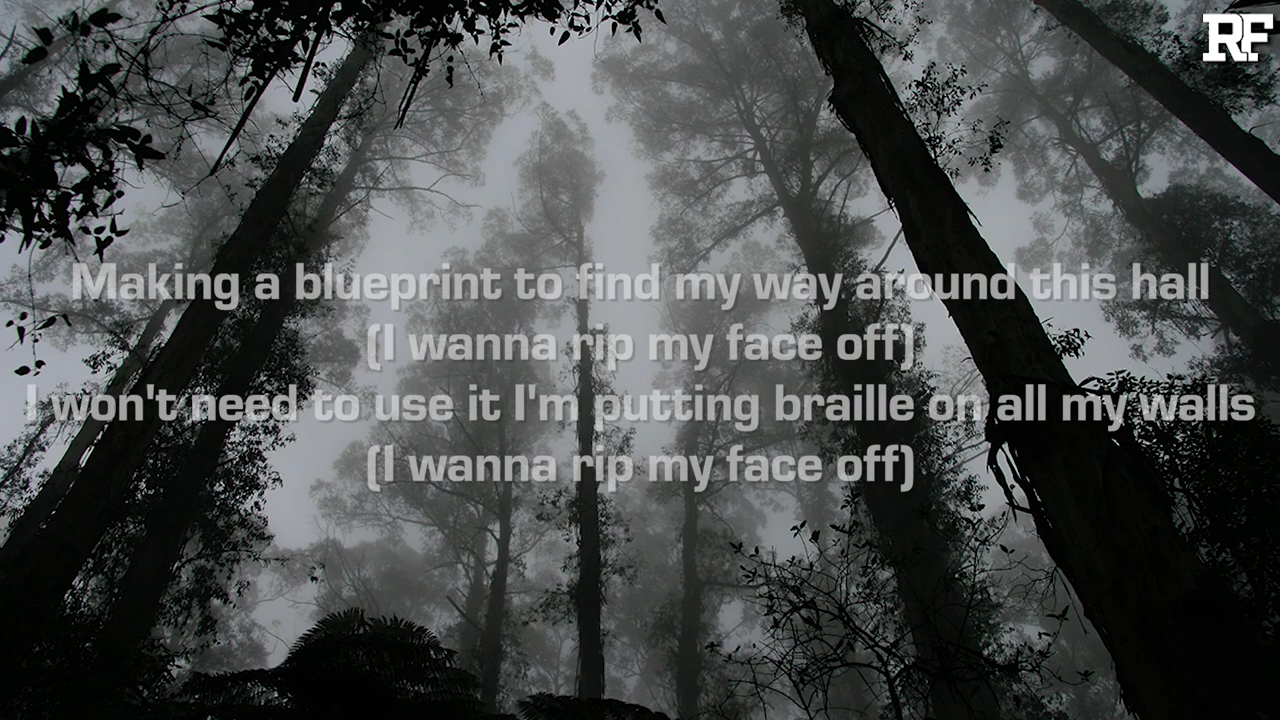 RF
Making a blueprint to find my way around this hall
(I wanna rip my face off)
I won't need to use it I'm putting braille on all my walls
(I wanna rip my face off)